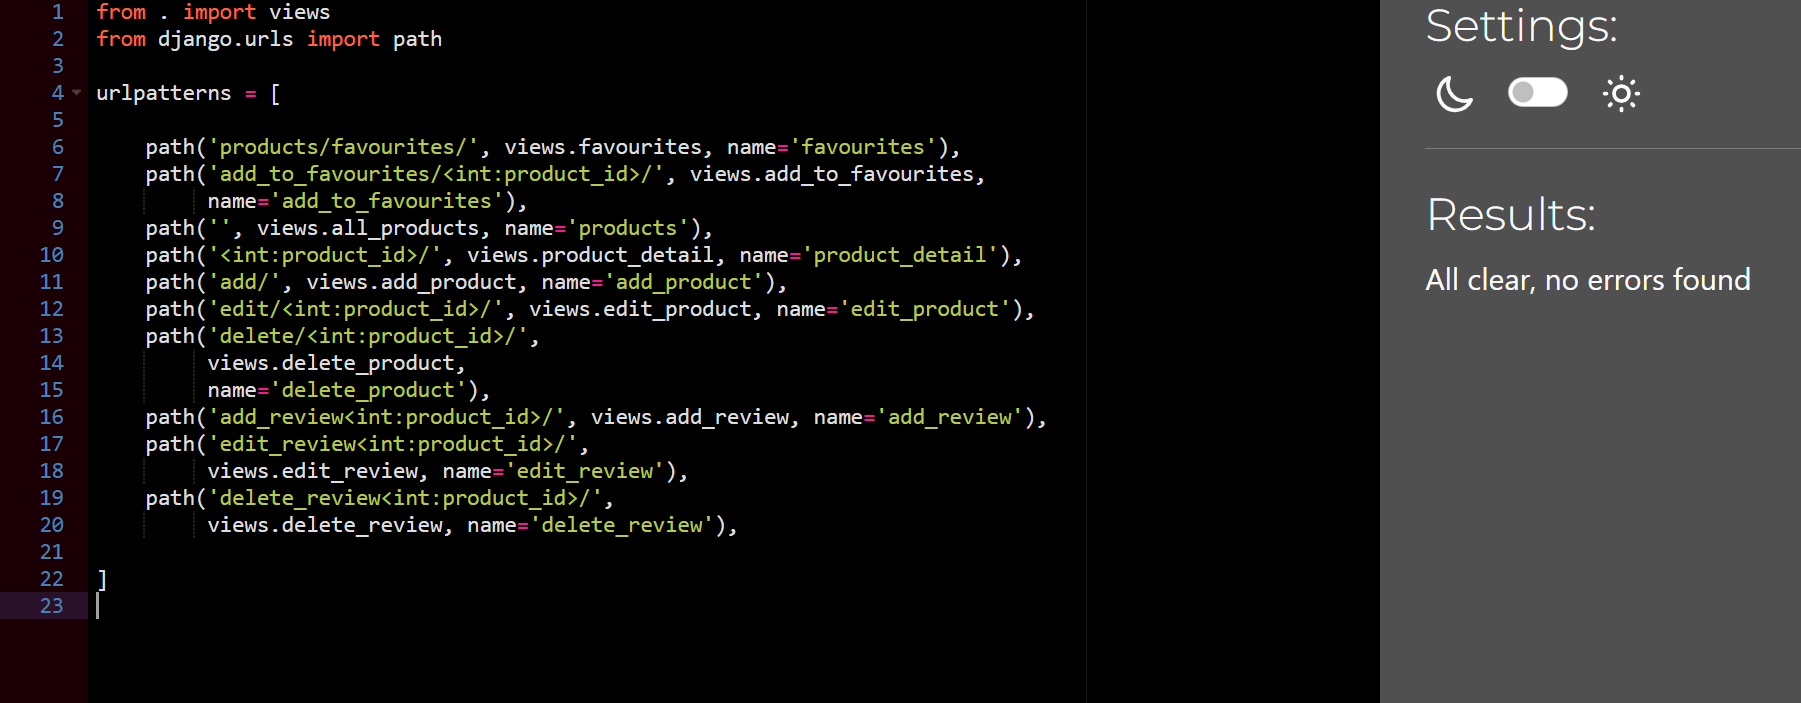 1 from . import views
2 from django.urls import path
3
4 urlpatterns = [
5
6     path('products/favourites/', views.favourites, name='favourites'),
7     path('add_to_favourites/<int:product_id>/', views.add_to_favourites,
8          name='add_to_favourites'),
9     path('', views.all_products, name='products'),
10     path('<int:product_id>/', views.product_detail, name='product_detail'),
11     path('add/', views.add_product, name='add_product'),
12     path('edit/<int:product_id>/', views.edit_product, name='edit_product'),
13     path('delete/<int:product_id>/',
14          views.delete_product,
15          name='delete_product'),
16     path('add_review<int:product_id>/', views.add_review, name='add_review'),
17     path('edit_review<int:product_id>/',
18          views.edit_review, name='edit_review'),
19     path('delete_review<int:product_id>/',
20          views.delete_review, name='delete_review'),
21
22 ]
23
Settings:
Results:
All clear, no errors found